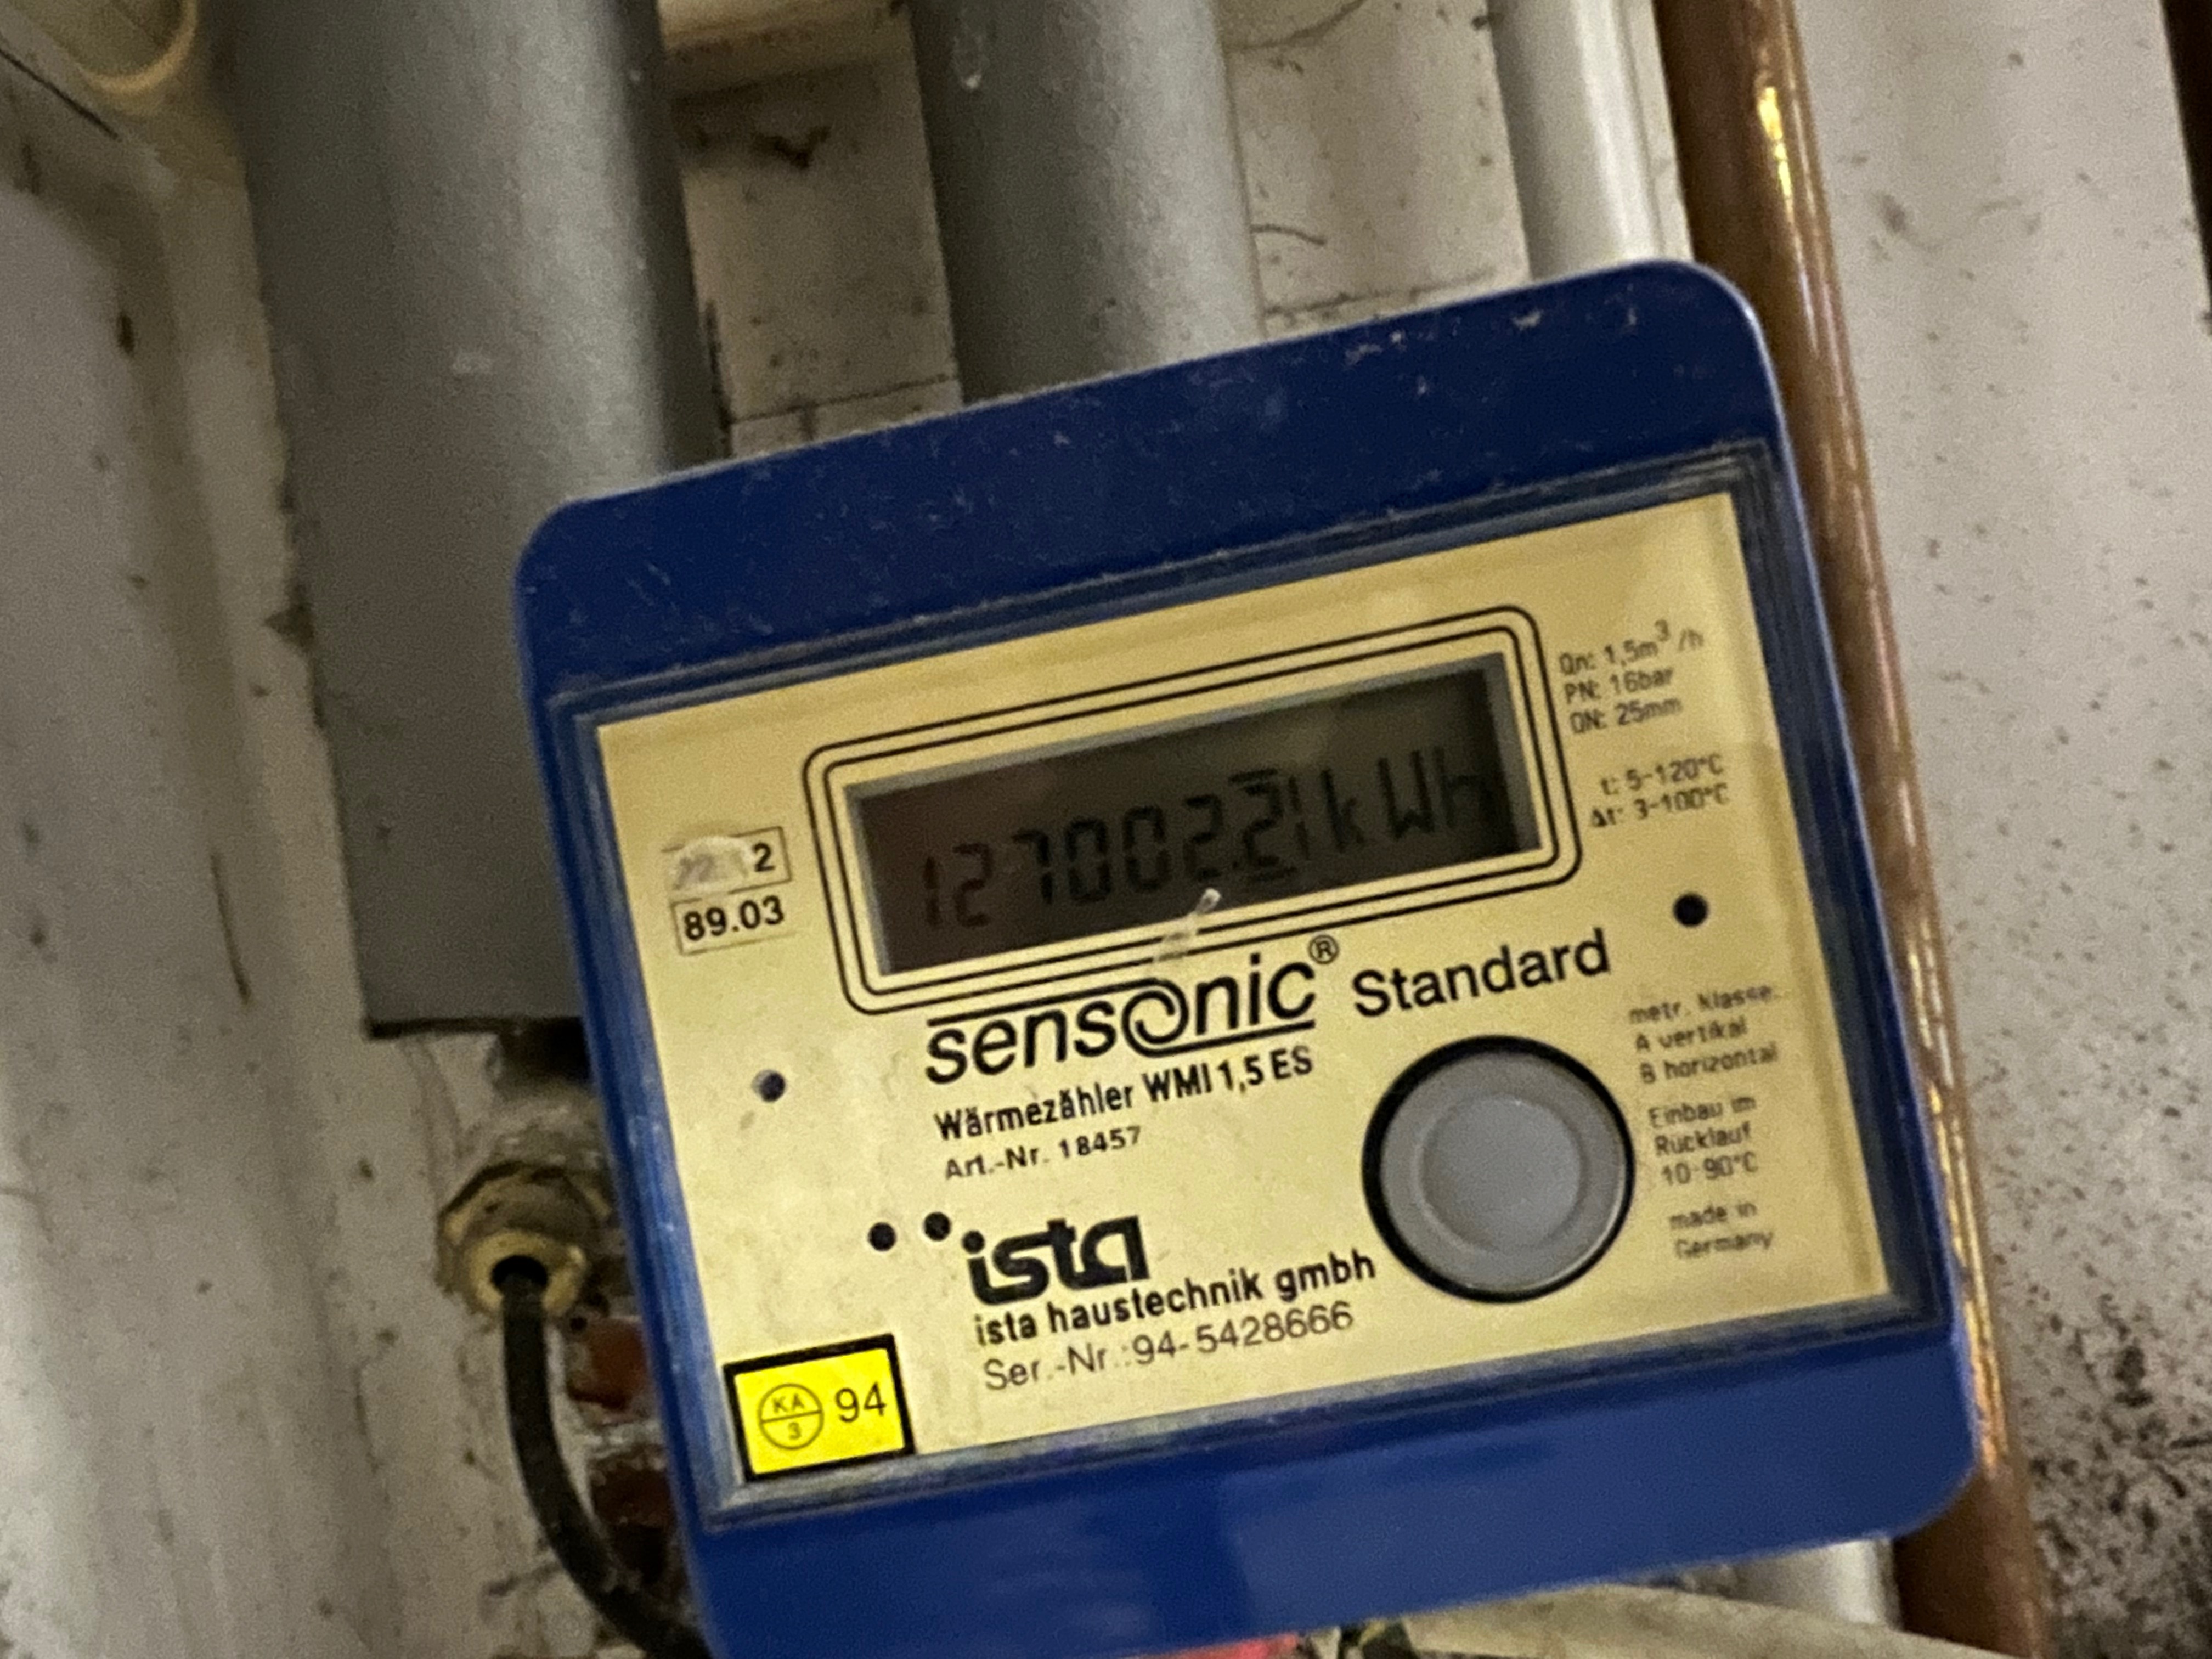 127002.21kWh
Qn: 1,5m³/h
PN: 16bar
DN: 25mm
t: 5-120°C
Δt: 3-100°C
2
89.03
sensonic® Standard
Wärmezähler WMI 1,5 ES
Art.-Nr. 18457
metr. Klasse:
A vertikal
B horizontal
Einbau im
Rücklauf
10-90°C
made in
Germany
ista
ista haustechnik gmbh
Ser.-Nr.:94-5428666
KA
3
94